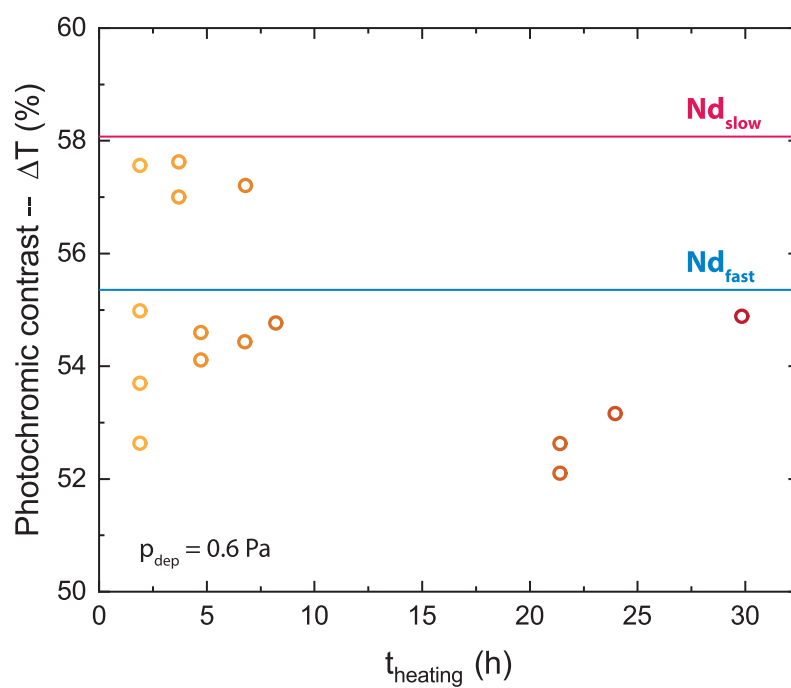 Photochromic contrast -- ΔT (%)
60
58
56
54
52
50
Nd_slow
Nd_fast
p_dep = 0.6 Pa
0 5 10 15 20 25 30
t_heating (h)